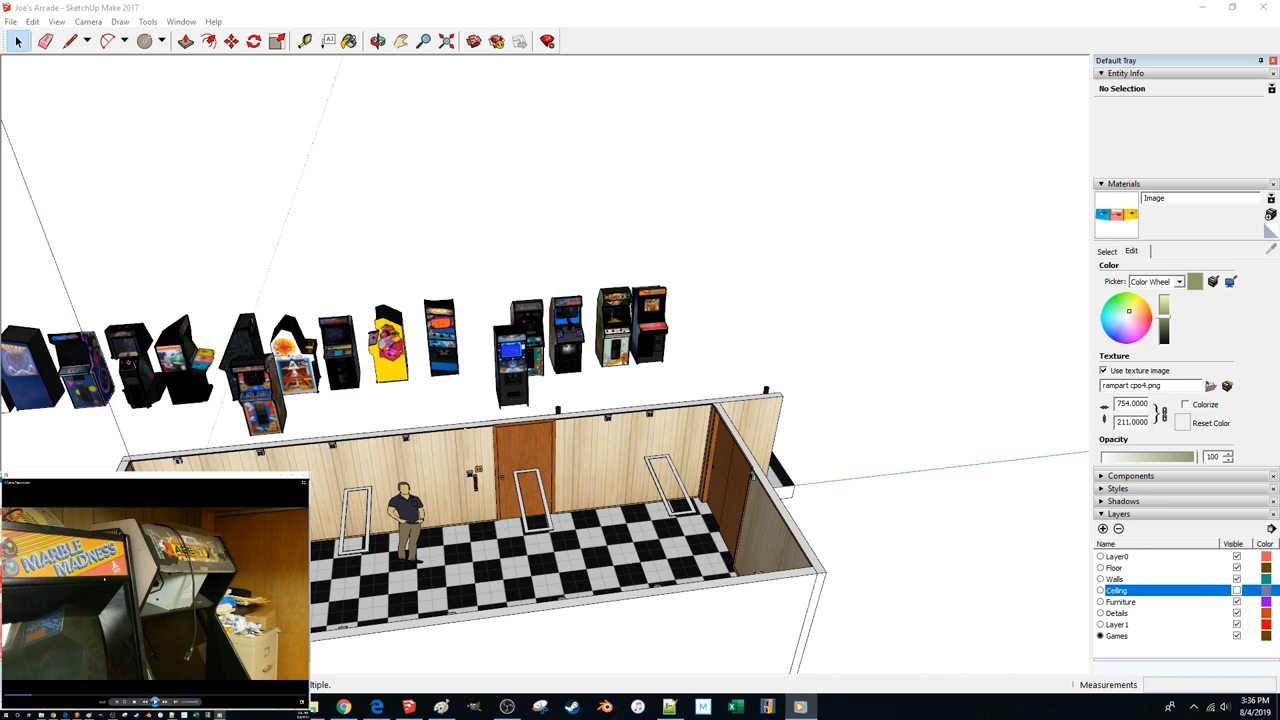 Joe's Arcade - SketchUp Make 2017
File Edit View Camera Draw Tools Window Help
Default Tray
Entity Info
No Selection
Materials
Image
Select Edit
Color
Picker: Color Wheel
Texture
Use texture image
rampart cpo4.png
754.0000
Colorize
211.0000
Reset Color
Opacity
100
Components
Styles
Shadows
Layers
Name Visible Color
Layer0
Floor
Walls
Ceiling
Furniture
Details
Layer1
Games
MARBLE
MADNESS
AGENT
ATARI
ltiple.
Measurements
3:36 PM
8/4/2019